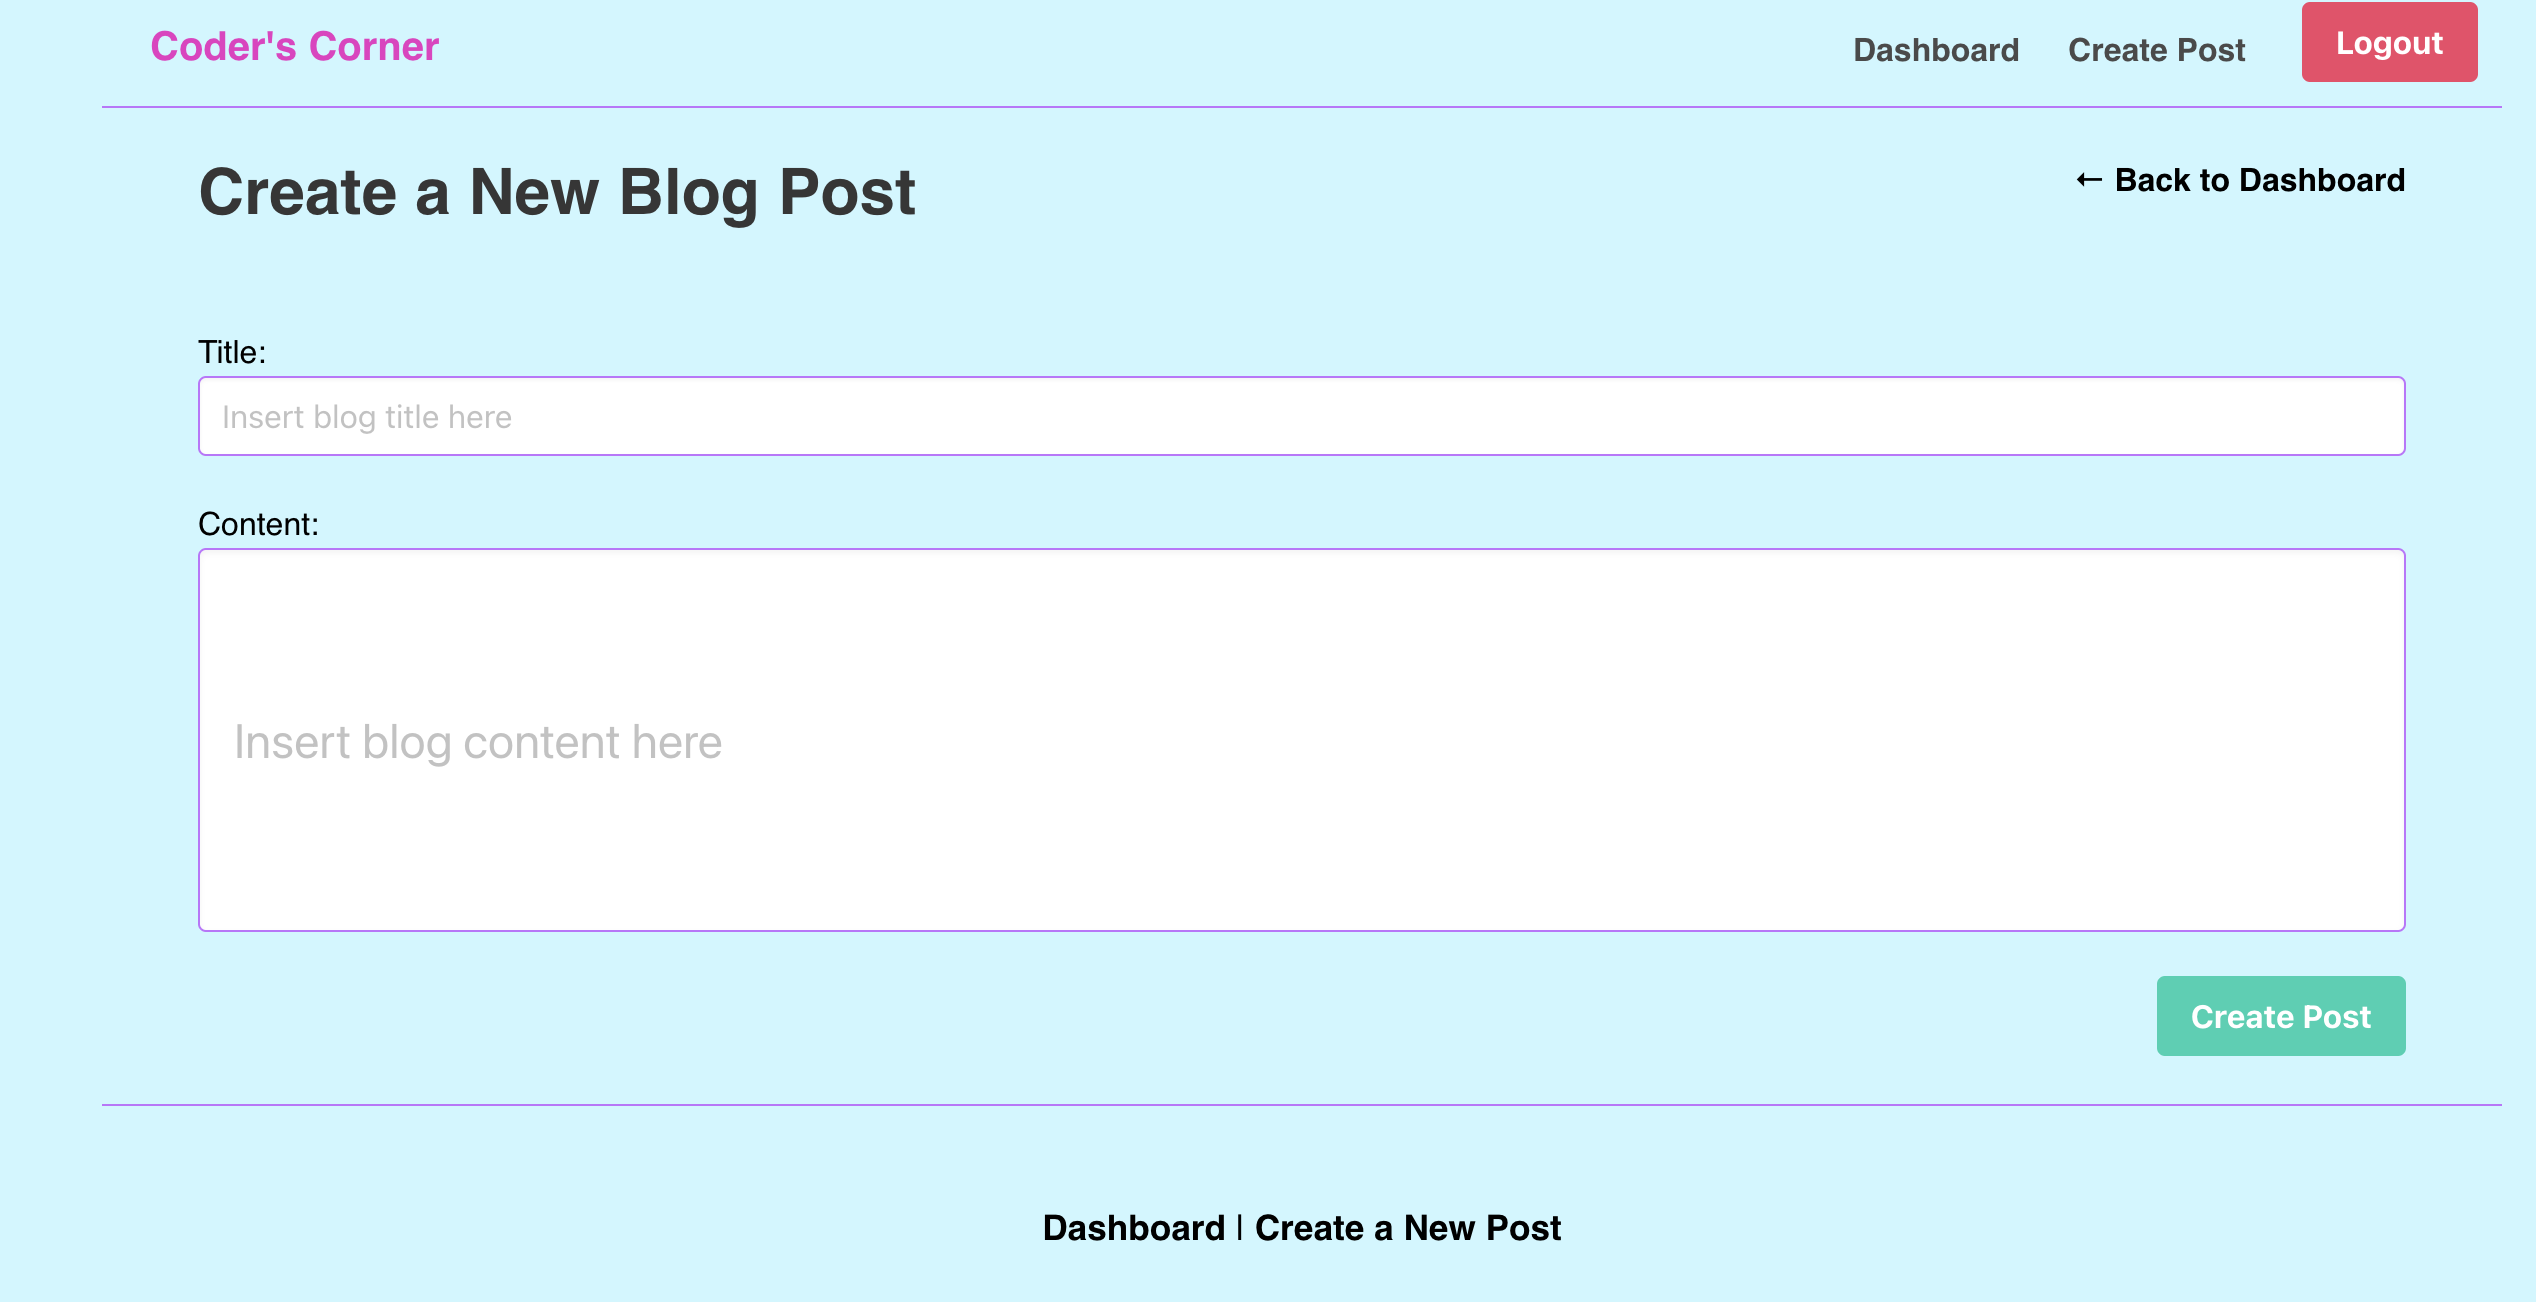 Coder's Corner
Dashboard Create Post Logout
Create a New Blog Post
← Back to Dashboard
Title:
Insert blog title here
Content:
Insert blog content here
Create Post
Dashboard | Create a New Post